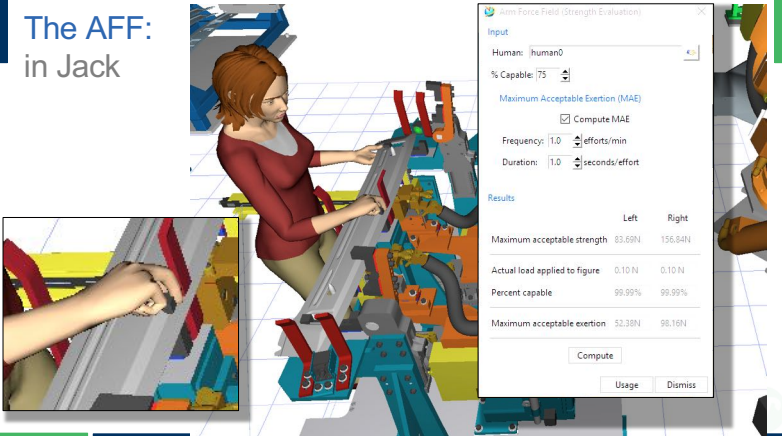 The AFF:
in Jack
Arm Force Field (Strength Evaluation)
Input
Human: human0
% Capable: 75
Maximum Acceptable Exertion (MAE)
Compute MAE
Frequency: 1.0 efforts/min
Duration: 1.0 seconds/effort
Results
Left Right
Maximum acceptable strength 83.69N 156.84N
Actual load applied to figure 0.10 N 0.10 N
Percent capable 99.99% 99.99%
Maximum acceptable exertion 52.38N 98.16N
Compute
Usage Dismiss